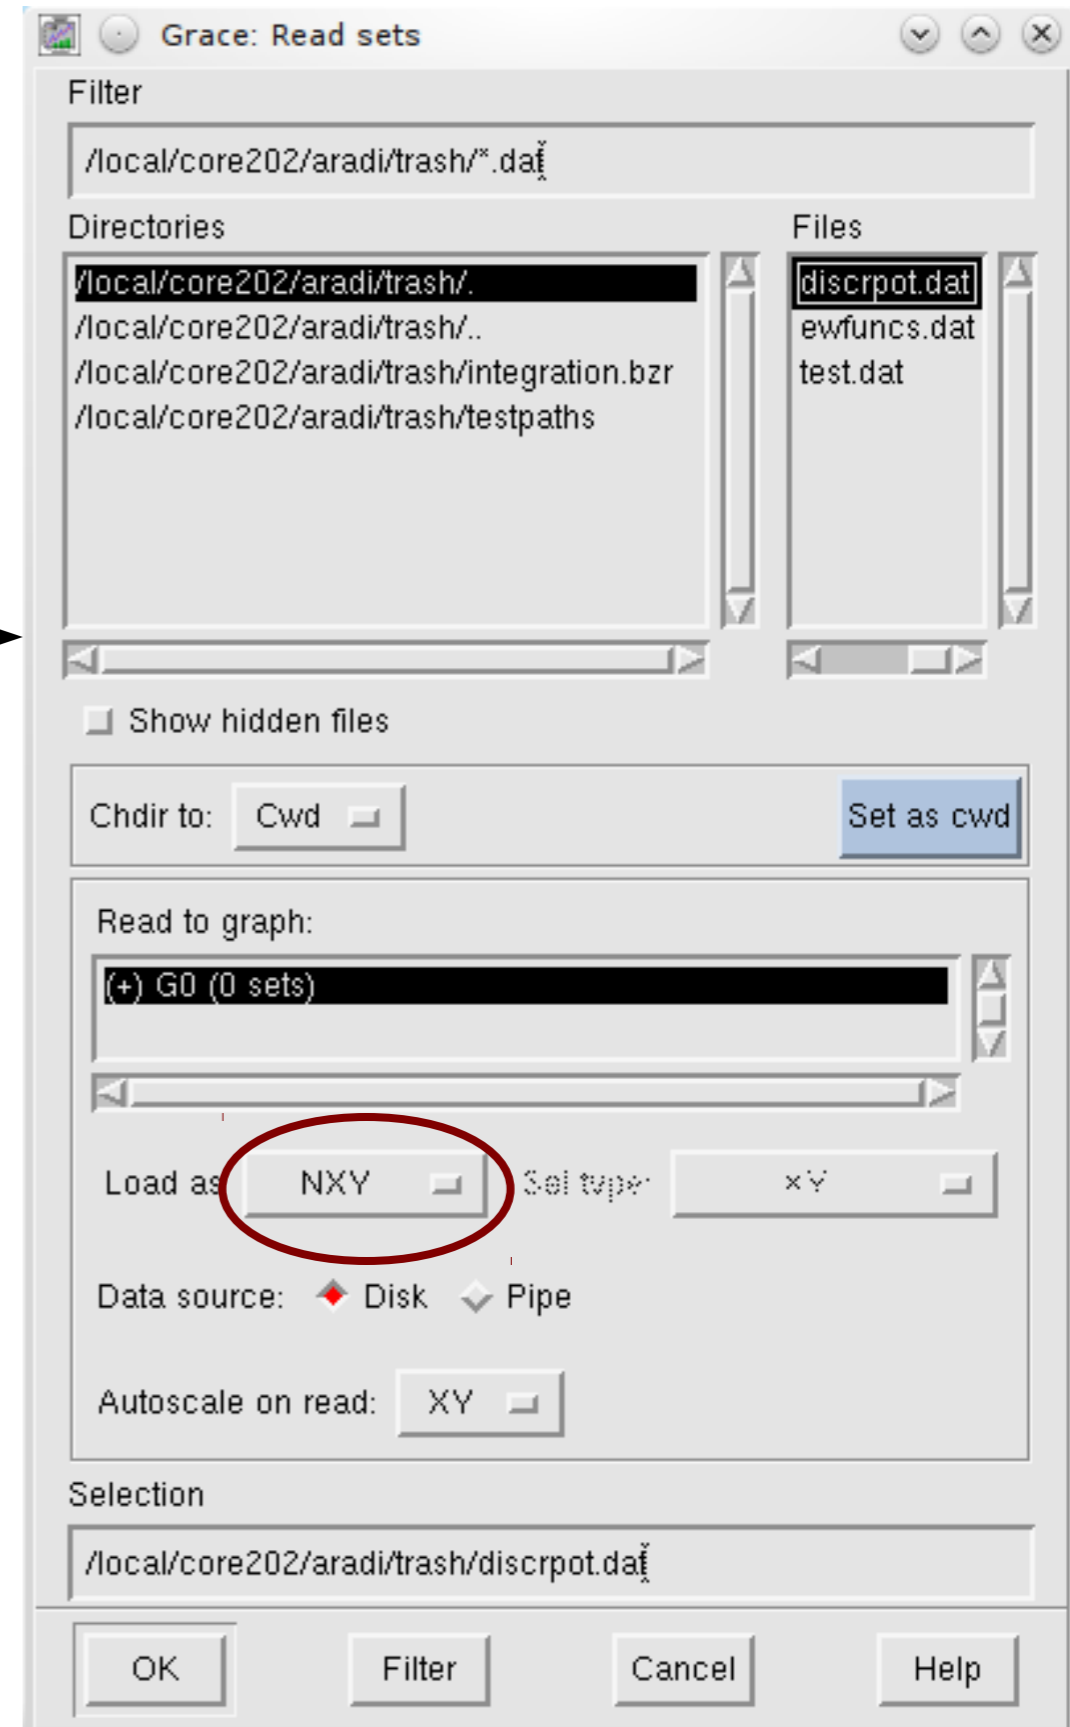 Grace: Read sets
Filter
/local/core202/aradi/trash/*.dat
Directories
Files
/local/core202/aradi/trash/.
/local/core202/aradi/trash/..
/local/core202/aradi/trash/integration.bzr
/local/core202/aradi/trash/testpaths
discrpot.dat
ewfuncs.dat
test.dat
Show hidden files
Chdir to: Cwd Set as cwd
Read to graph:
(+) G0 (0 sets)
Load as NXY Set type: XY
Data source: Disk Pipe
Autoscale on read: XY
Selection
/local/core202/aradi/trash/discrpot.dat
OK Filter Cancel Help